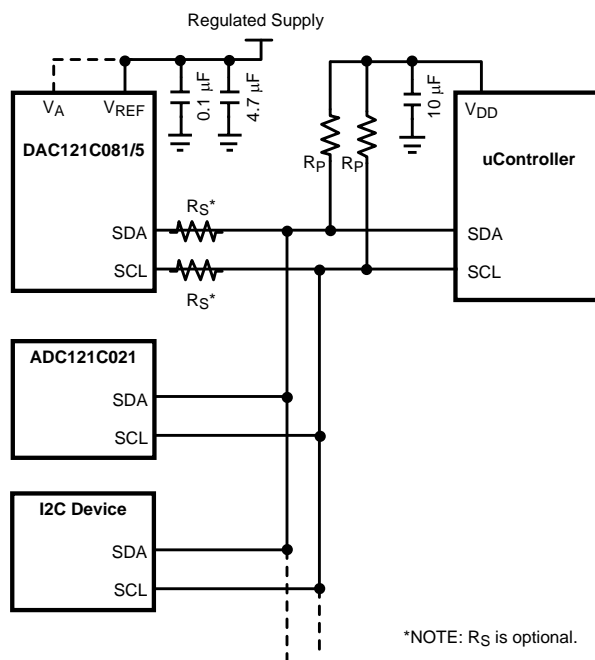 Regulated Supply
VA
VREF
0.1 µF
4.7 µF
10 µF
VDD
DAC121C081/5
uController
RP
RP
RS*
SDA
SDA
SCL
SCL
RS*
ADC121C021
SDA
SCL
I2C Device
SDA
SCL
*NOTE: RS is optional.